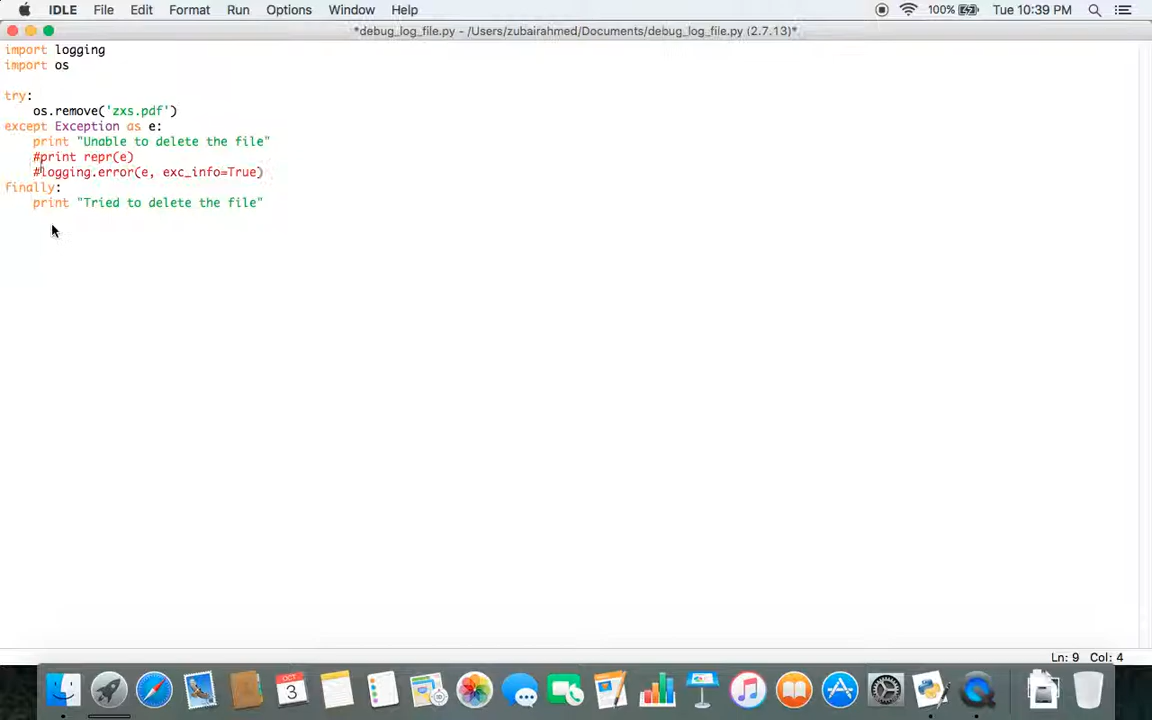 IDLE File Edit Format Run Options Window Help 100% Tue 10:39 PM
*debug_log_file.py - /Users/zubairahmed/Documents/debug_log_file.py (2.7.13)*
import logging
import os
try:
os.remove('zxs.pdf')
except Exception as e:
print "Unable to delete the file"
#print repr(e)
#logging.error(e, exc_info=True)
finally:
print "Tried to delete the file"
Ln: 9 Col: 4
OCT
3